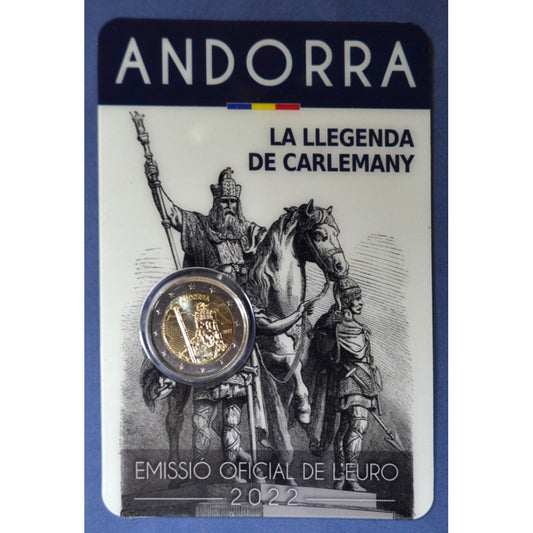 ANDORRA
LA LLEGENDA
DE CARLEMANY
ANDORRA
EMISSIÓ OFICIAL DE L'EURO
2022